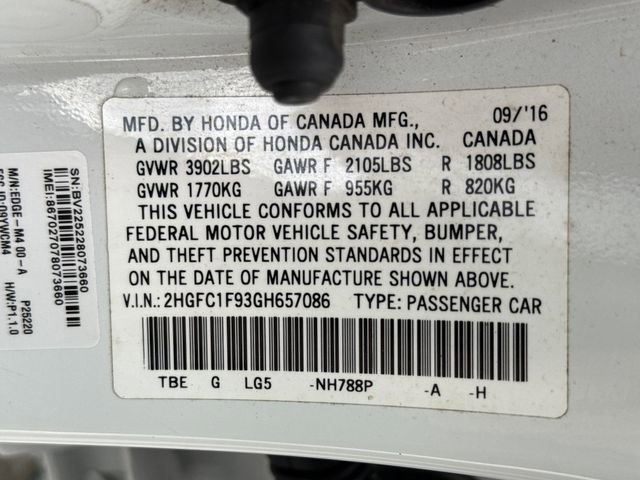 MFD. BY HONDA OF CANADA MFG., 09/'16
A DIVISION OF HONDA CANADA INC. CANADA
GVWR 3902LBS GAWR F 2105LBS R 1808LBS
GVWR 1770KG GAWR F 955KG R 820KG
THIS VEHICLE CONFORMS TO ALL APPLICABLE
FEDERAL MOTOR VEHICLE SAFETY, BUMPER,
AND THEFT PREVENTION STANDARDS IN EFFECT
ON THE DATE OF MANUFACTURE SHOWN ABOVE.
V.I.N.: 2HGFC1F93GH657086 TYPE: PASSENGER CAR
TBE G LG5 -NH788P -A -H
SN:BV225228073660
IMEI:867027078073660
M/N:EDGE-M4 00-A P25220
H/W:P1.1.0